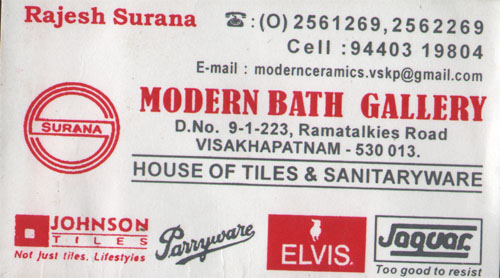 Rajesh Surana ☎: (O) 2561269, 2562269
Cell : 94403 19804
E-mail : modernceramics.vskp@gmail.com
SURANA
MODERN BATH GALLERY
D.No. 9-1-223, Ramatalkies Road
VISAKHAPATNAM - 530 013.
HOUSE OF TILES & SANITARYWARE
JOHNSON
TILES
Not just tiles. Lifestyles
Parryware
ELVIS.
Jaquar
Too good to resist